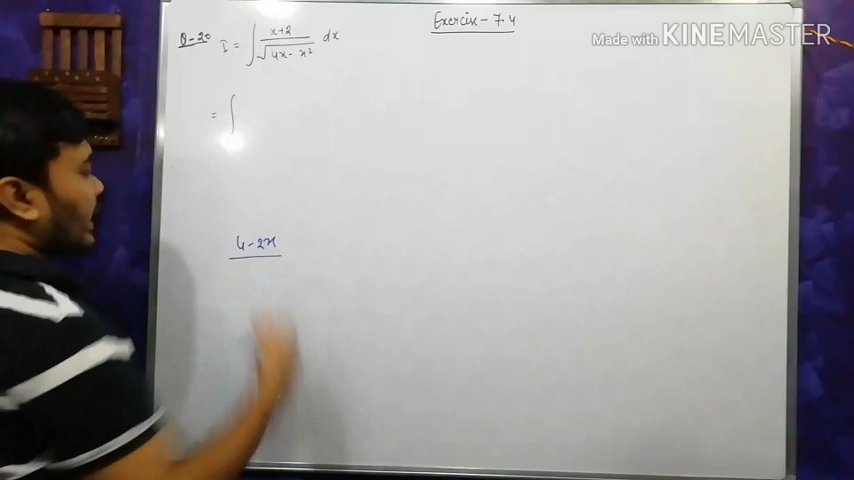 Exercise - 7.4
Made with KINEMASTER
Q-20 I = ∫ x+2 / √4x - x² dx
= ∫
4-2x